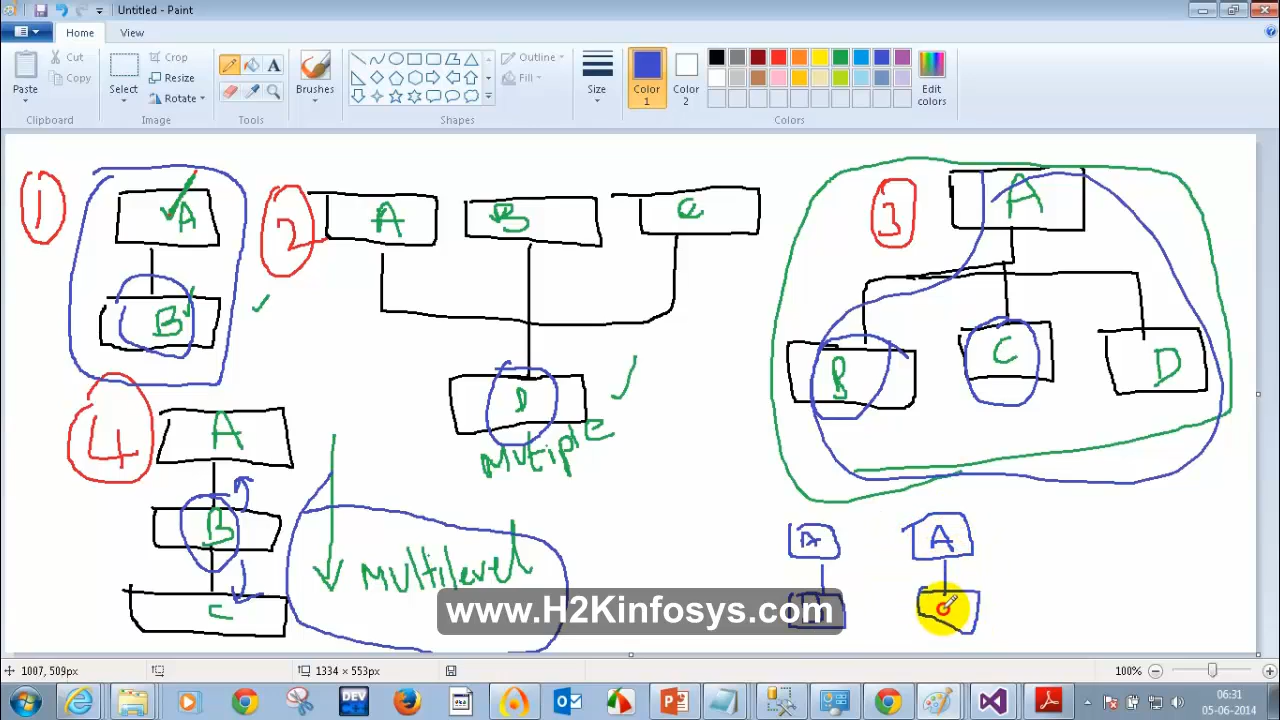 Untitled - Paint
Home
View
Cut
Copy
Paste
Clipboard
Crop
Resize
Rotate
Select
Image
Tools
Brushes
Shapes
Outline
Fill
Size
Color 1
Color 2
Edit colors
Colors
1
A
B
2
A
B
C
D
Mutiple
3
A
B
C
D
4
A
B
C
Multilevel
A
A
www.H2Kinfosys.com
1007, 509px
1334 × 553px
100%
DEV
06:31
05-06-2014